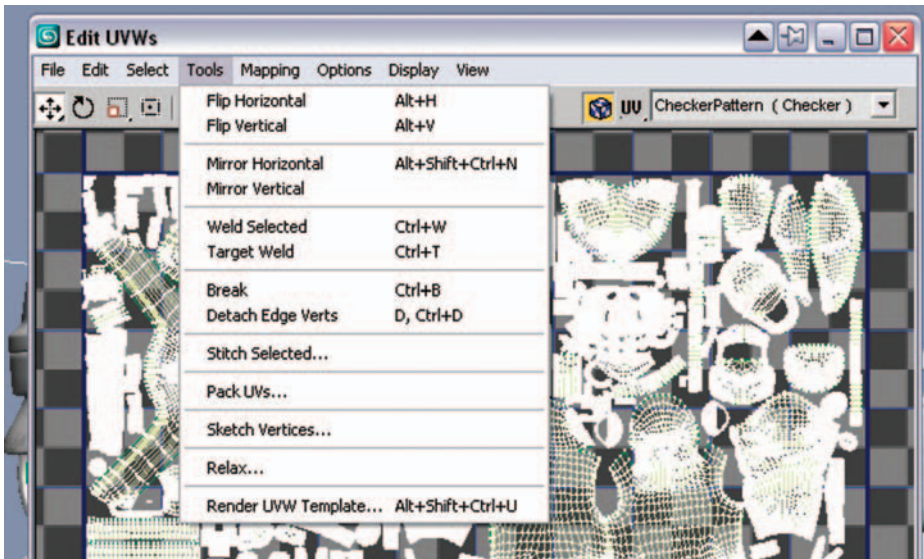 Edit UVWs
File Edit Select Tools Mapping Options Display View
UV CheckerPattern ( Checker )
Flip Horizontal Alt+H
Flip Vertical Alt+V
Mirror Horizontal Alt+Shift+Ctrl+N
Mirror Vertical
Weld Selected Ctrl+W
Target Weld Ctrl+T
Break Ctrl+B
Detach Edge Verts D, Ctrl+D
Stitch Selected...
Pack UVs...
Sketch Vertices...
Relax...
Render UVW Template... Alt+Shift+Ctrl+U